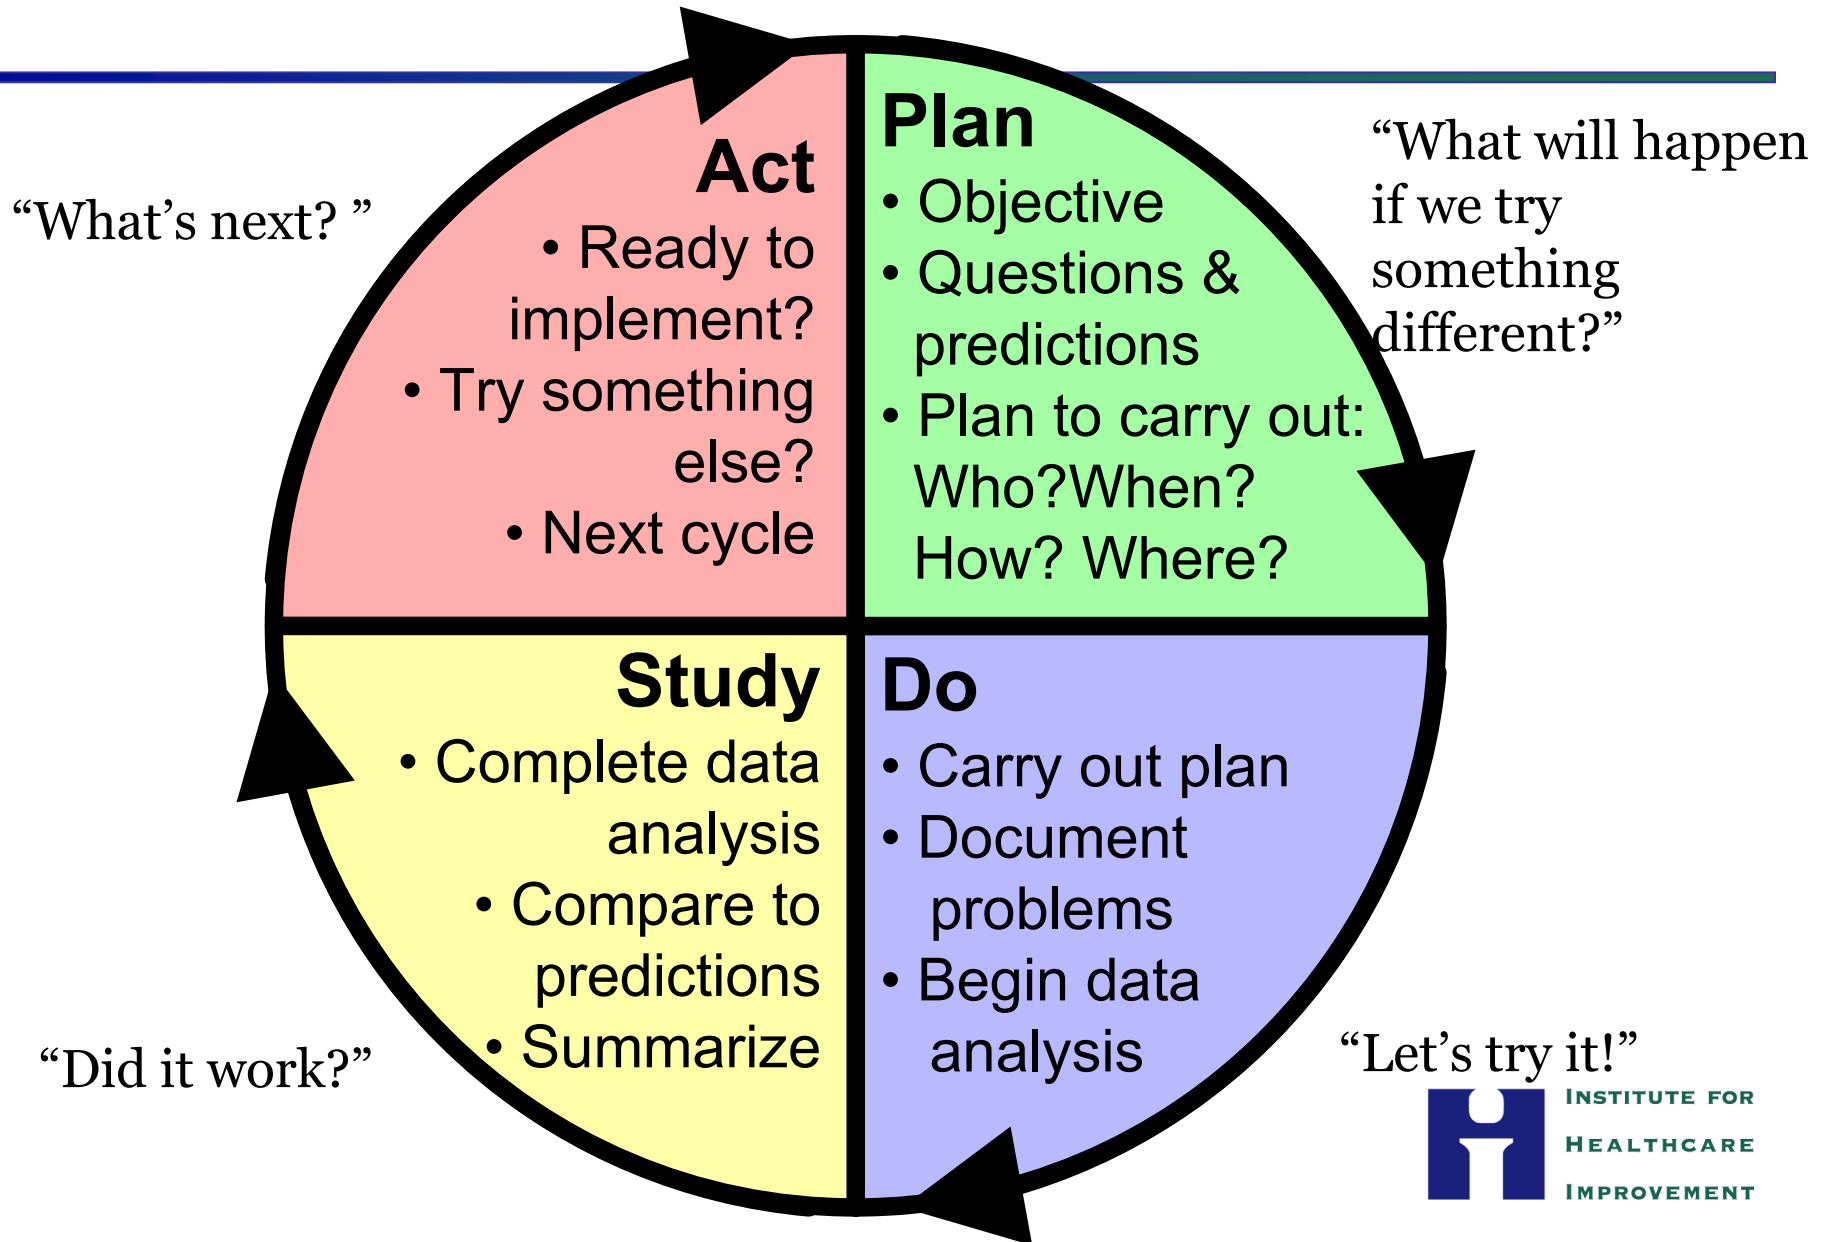 “What’s next? ”
Act
• Ready to
implement?
• Try something
else?
• Next cycle
Plan
• Objective
• Questions &
predictions
• Plan to carry out:
Who?When?
How? Where?
“What will happen
if we try
something
different?”
Study
• Complete data
analysis
• Compare to
predictions
• Summarize
“Did it work?”
Do
• Carry out plan
• Document
problems
• Begin data
analysis
“Let’s try it!”
INSTITUTE FOR
HEALTHCARE
IMPROVEMENT